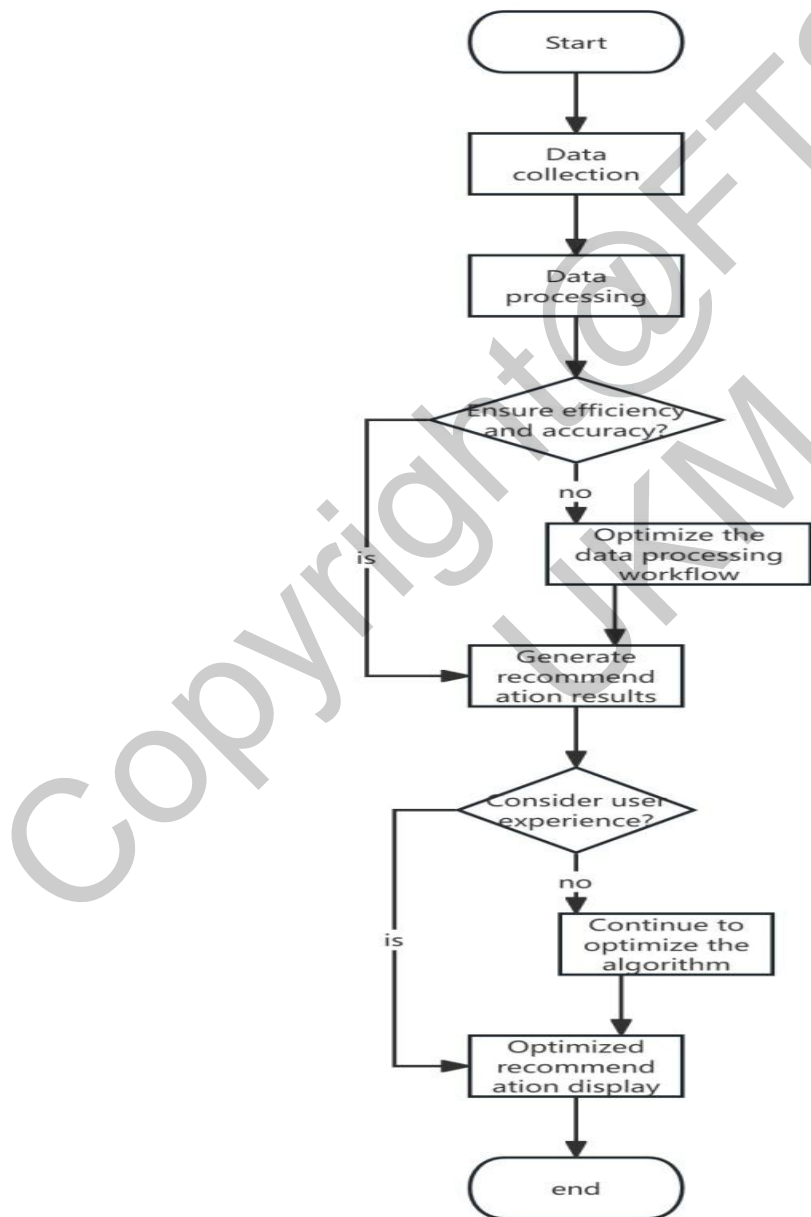 Start
Data
collection
Data
processing
Ensure efficiency
and accuracy?
no
Optimize the
data processing
workflow
is
Generate
recommend
ation results
Consider user
experience?
no
Continue to
optimize the
algorithm
is
Optimized
recommend
ation display
end
Copyright@FTS
UKM